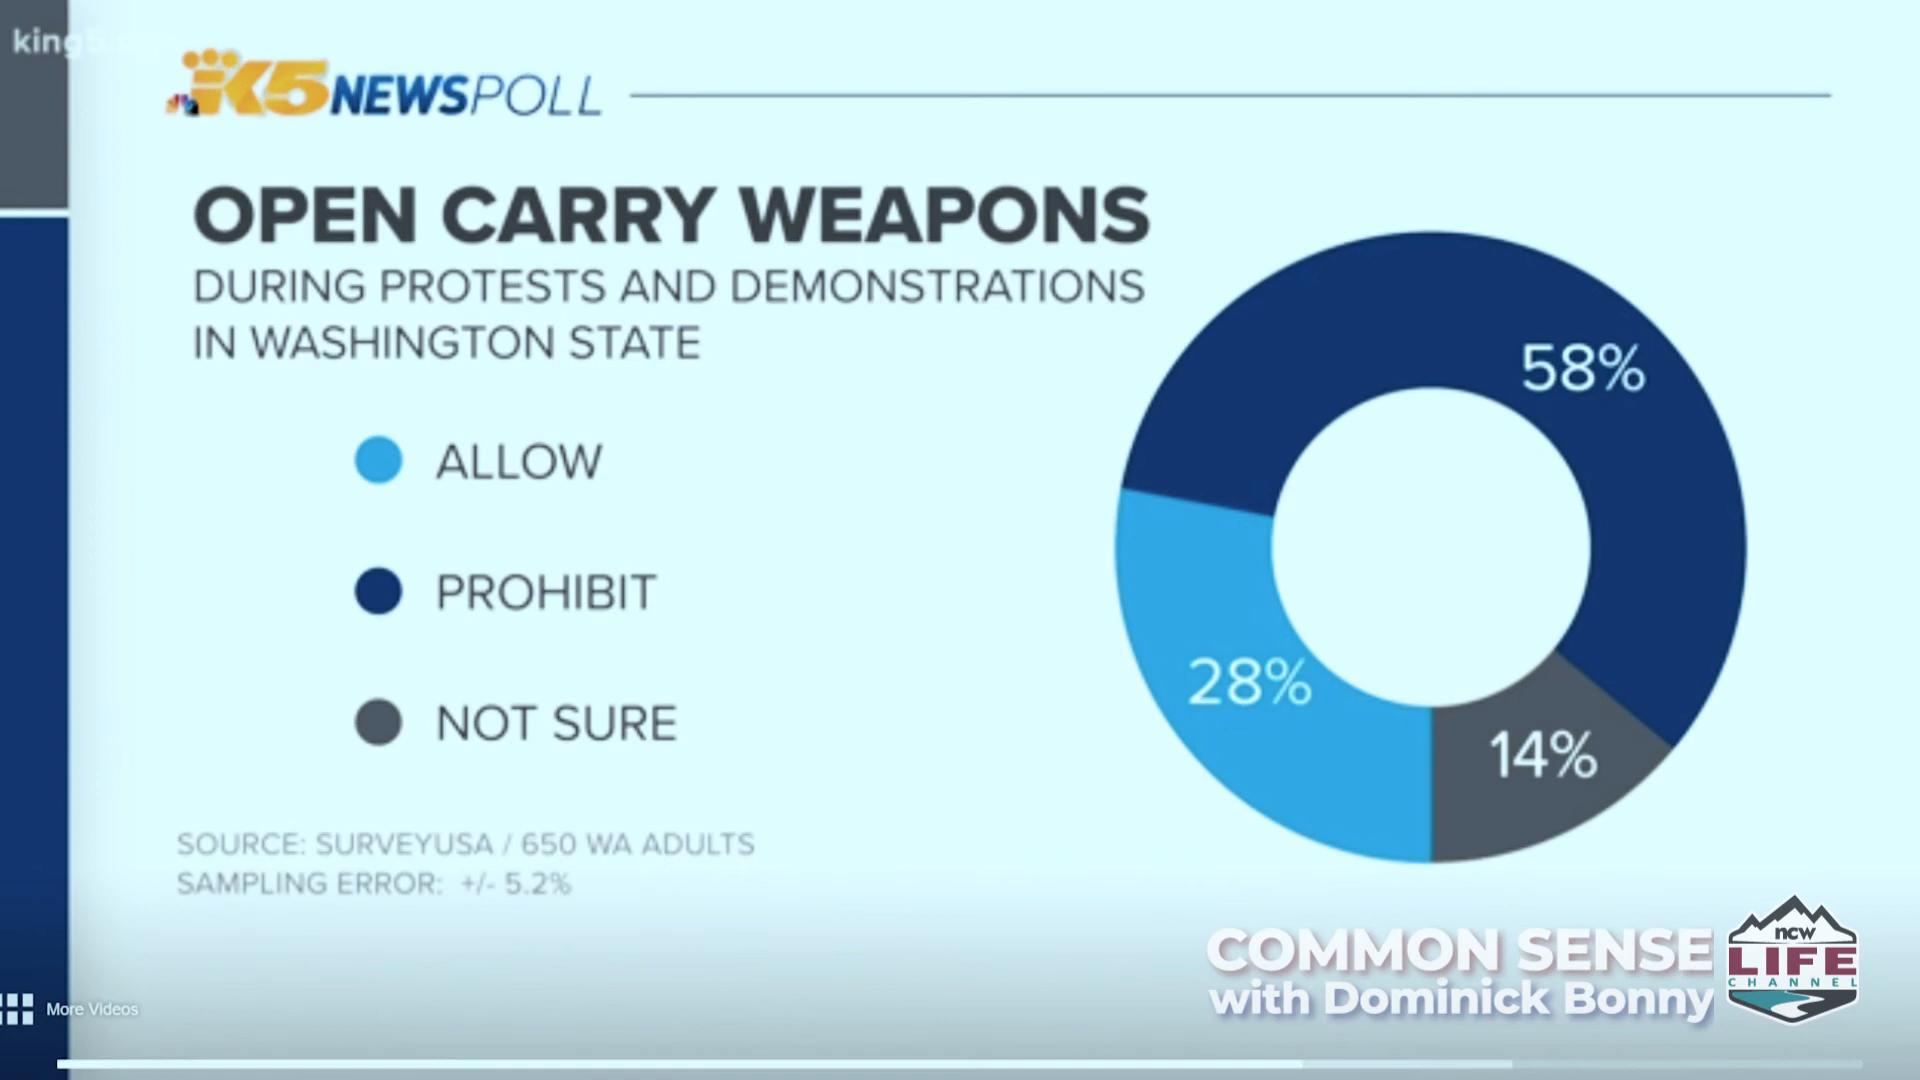 king5
K5 NEWS POLL
OPEN CARRY WEAPONS
DURING PROTESTS AND DEMONSTRATIONS
IN WASHINGTON STATE
ALLOW
PROHIBIT
NOT SURE
58%
28%
14%
SOURCE: SURVEYUSA / 650 WA ADULTS
SAMPLING ERROR: +/- 5.2%
COMMON SENSE
with Dominick Bonny
ncw
LIFE
CHANNEL
More Videos